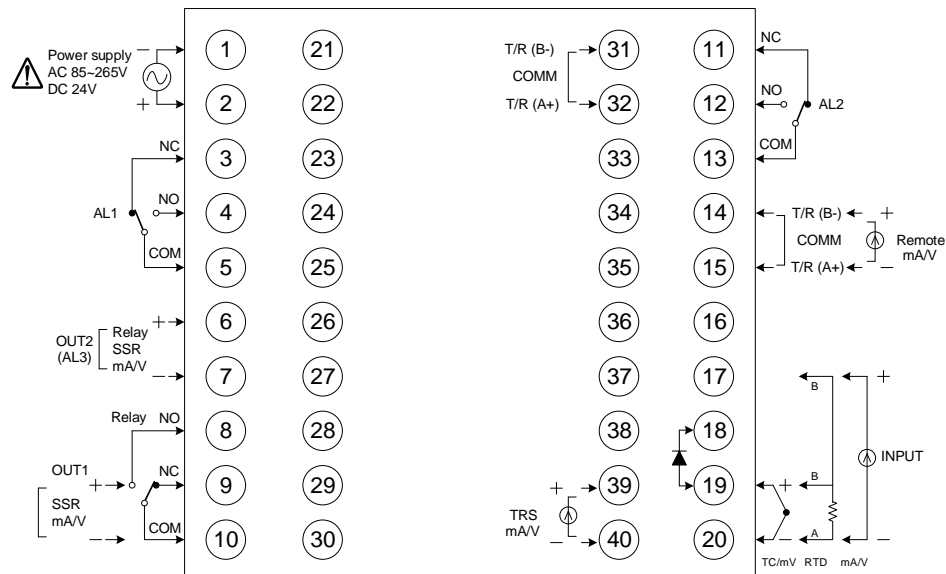 Power supply
AC 85~265V
DC 24V
− 1 21
+ 2 22
NC 3 23
AL1 NO 4 24
COM 5 25
OUT2 (AL3)
Relay
SSR
mA/V
+ 6 26
− 7 27
Relay NO 8 28
OUT1 + NC 9 29
SSR
mA/V
− COM 10 30
T/R (B-) 31 11 NC
COMM
T/R (A+) 32 12 NO AL2
33 13 COM
34 14 T/R (B-) +
COMM
Remote
mA/V
35 15 T/R (A+) −
36 16
37 17 B +
38 18
INPUT
+ 39 19 + B
TRS
mA/V
− 40 20 − A −
TC/mV RTD mA/V